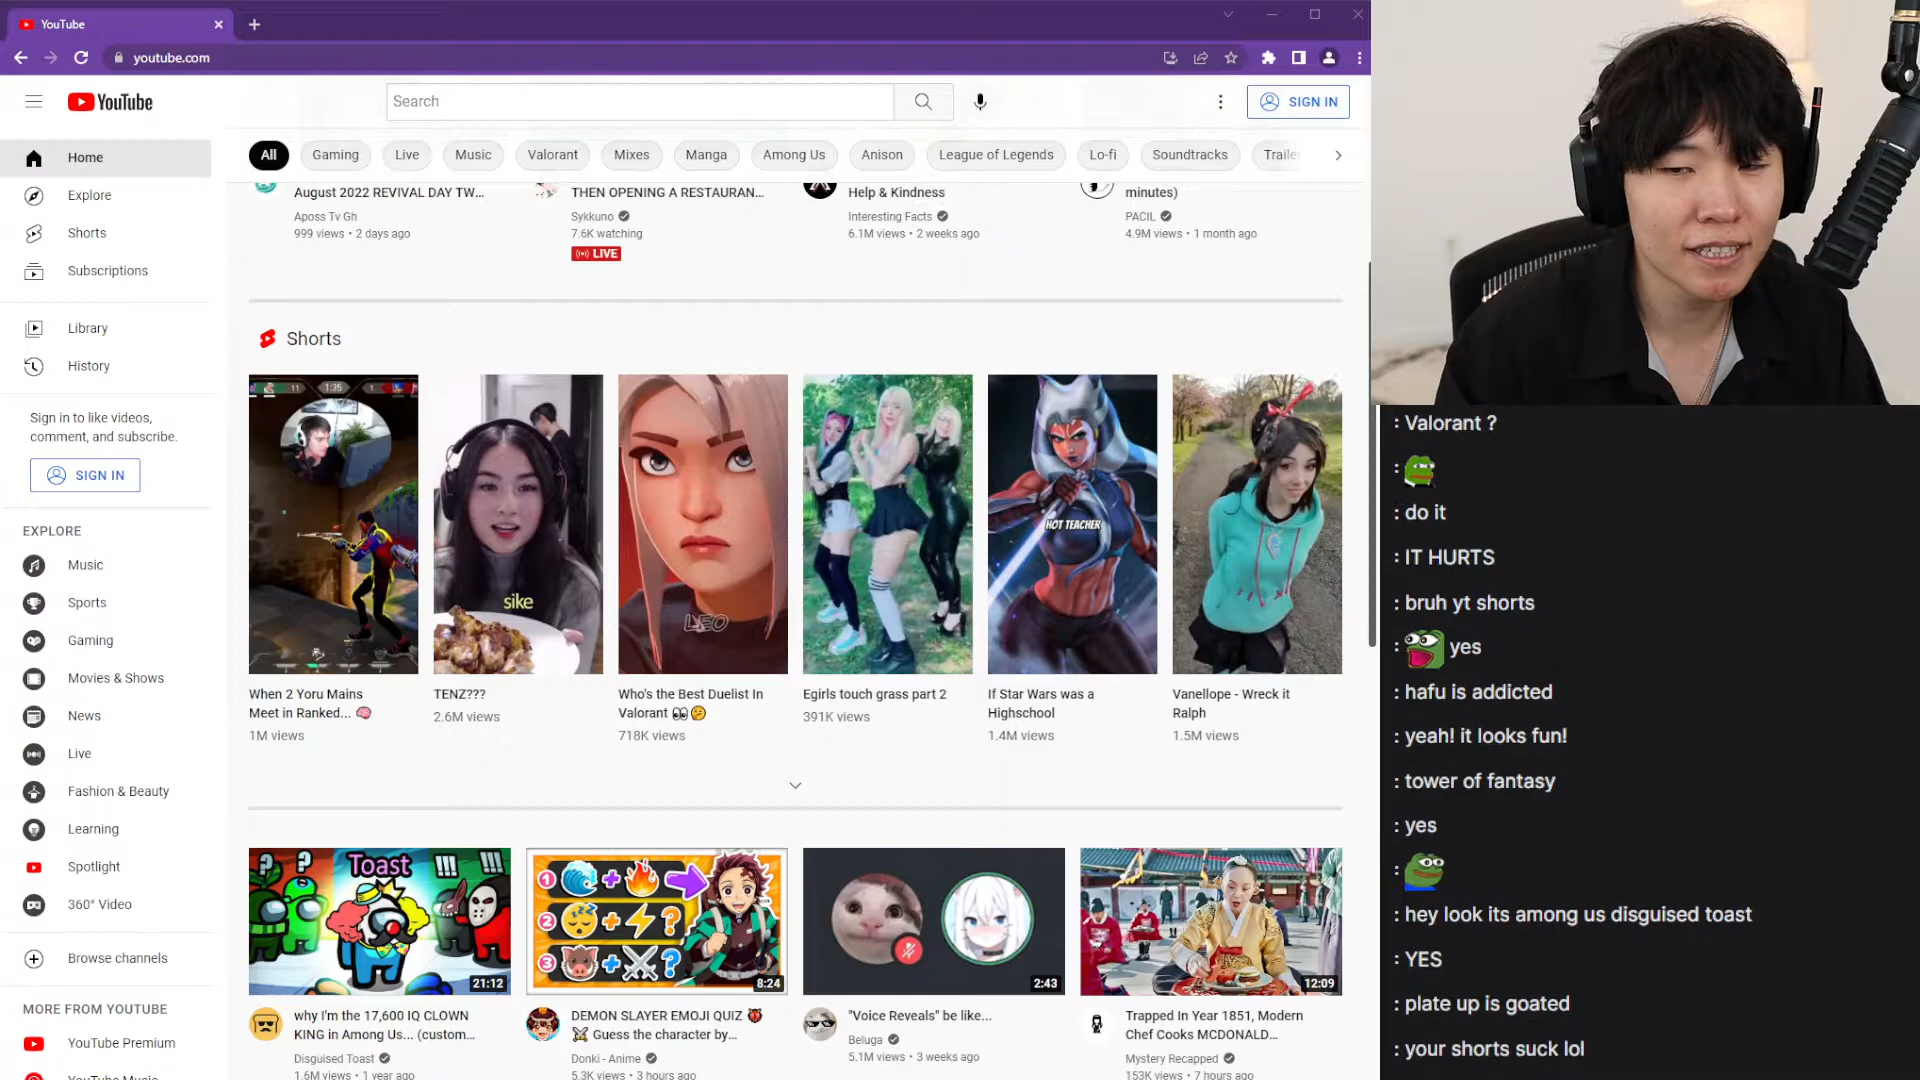 YouTube
youtube.com
YouTube
Search
SIGN IN
All
Gaming
Live
Music
Valorant
Mixes
Manga
Among Us
Anison
League of Legends
Lo-fi
Soundtracks
Trailer
Home
Explore
Shorts
Subscriptions
Library
History
Sign in to like videos,
comment, and subscribe.
SIGN IN
EXPLORE
Music
Sports
Gaming
Movies & Shows
News
Live
Fashion & Beauty
Learning
Spotlight
360° Video
Browse channels
MORE FROM YOUTUBE
YouTube Premium
YouTube Music
August 2022 REVIVAL DAY TW...
Aposs Tv Gh
999 views • 2 days ago
THEN OPENING A RESTAURAN...
Sykkuno
7.6K watching
LIVE
Help & Kindness
Interesting Facts
6.1M views • 2 weeks ago
minutes)
PACIL
4.9M views • 1 month ago
Shorts
11 1:35 1
sike
LEO
HOT TEACHER
When 2 Yoru Mains
Meet in Ranked... 🧠
1M views
TENZ???
2.6M views
Who's the Best Duelist In
Valorant 👀🤔
718K views
Egirls touch grass part 2
391K views
If Star Wars was a
Highschool
1.4M views
Vanellope - Wreck it
Ralph
1.5M views
? ? Toast
21:12
1 + 
2 + ?
3 + ?
8:24
2:43
12:09
why I'm the 17,600 IQ CLOWN
KING in Among Us... (custom...
Disguised Toast
1.6M views • 1 year ago
DEMON SLAYER EMOJI QUIZ 👹
⚔️ Guess the character by...
Donki - Anime
5.3K views • 3 hours ago
"Voice Reveals" be like...
Beluga
5.1M views • 3 weeks ago
Trapped In Year 1851, Modern
Chef Cooks MCDONALD...
Mystery Recapped
153K views • 7 hours ago
: Valorant ?
:
: do it
: IT HURTS
: bruh yt shorts
: yes
: hafu is addicted
: yeah! it looks fun!
: tower of fantasy
: yes
:
: hey look its among us disguised toast
: YES
: plate up is goated
: your shorts suck lol